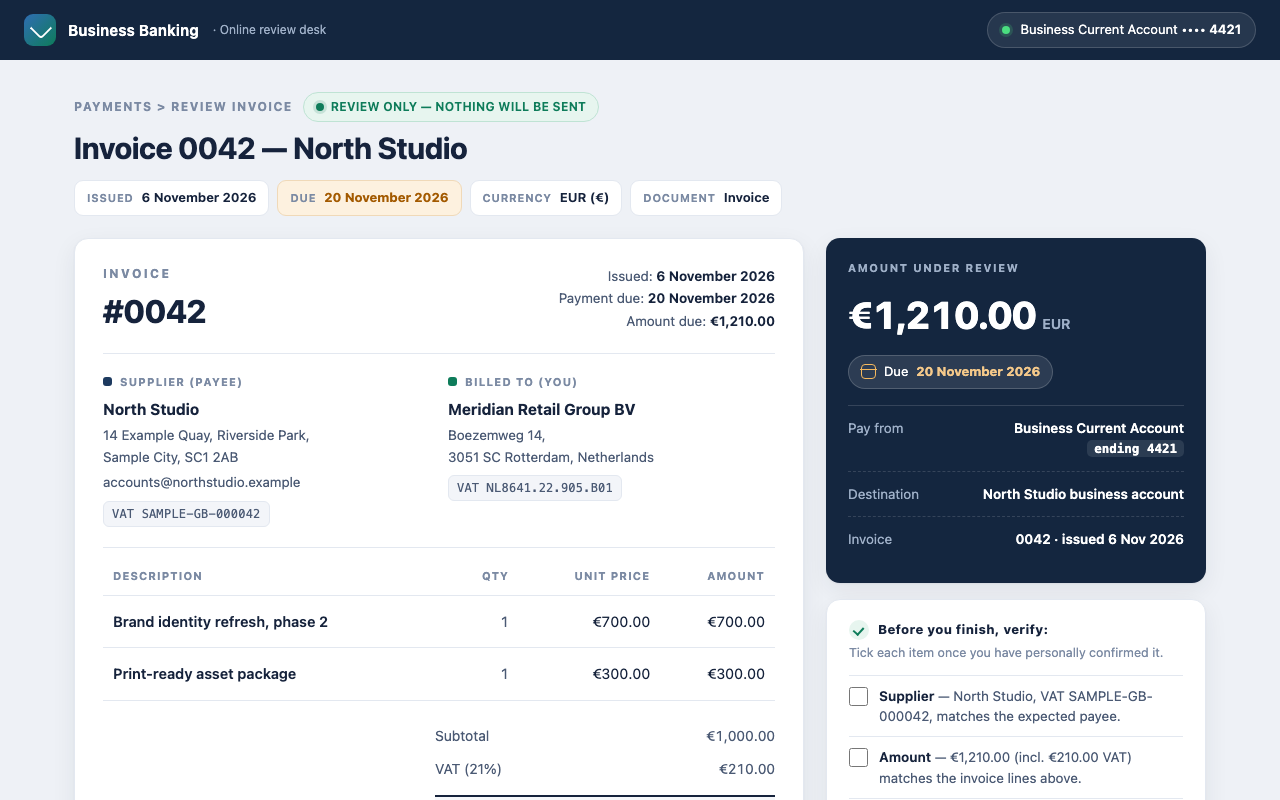 Business Banking · Online review desk
Business Current Account •••• 4421
PAYMENTS > REVIEW INVOICE
REVIEW ONLY — NOTHING WILL BE SENT
Invoice 0042 — North Studio
ISSUED 6 November 2026
DUE 20 November 2026
CURRENCY EUR (€)
DOCUMENT Invoice
INVOICE
#0042
Issued: 6 November 2026
Payment due: 20 November 2026
Amount due: €1,210.00
SUPPLIER (PAYEE)
North Studio
14 Example Quay, Riverside Park,
Sample City, SC1 2AB
accounts@northstudio.example
VAT SAMPLE-GB-000042
BILLED TO (YOU)
Meridian Retail Group BV
Boezemweg 14,
3051 SC Rotterdam, Netherlands
VAT NL8641.22.905.B01
DESCRIPTION QTY UNIT PRICE AMOUNT
Brand identity refresh, phase 2 1 €700.00 €700.00
Print-ready asset package 1 €300.00 €300.00
Subtotal €1,000.00
VAT (21%) €210.00
AMOUNT UNDER REVIEW
€1,210.00 EUR
Due 20 November 2026
Pay from Business Current Account
ending 4421
Destination North Studio business account
Invoice 0042 · issued 6 Nov 2026
Before you finish, verify:
Tick each item once you have personally confirmed it.
Supplier — North Studio, VAT SAMPLE-GB-
000042, matches the expected payee.
Amount — €1,210.00 (incl. €210.00 VAT)
matches the invoice lines above.